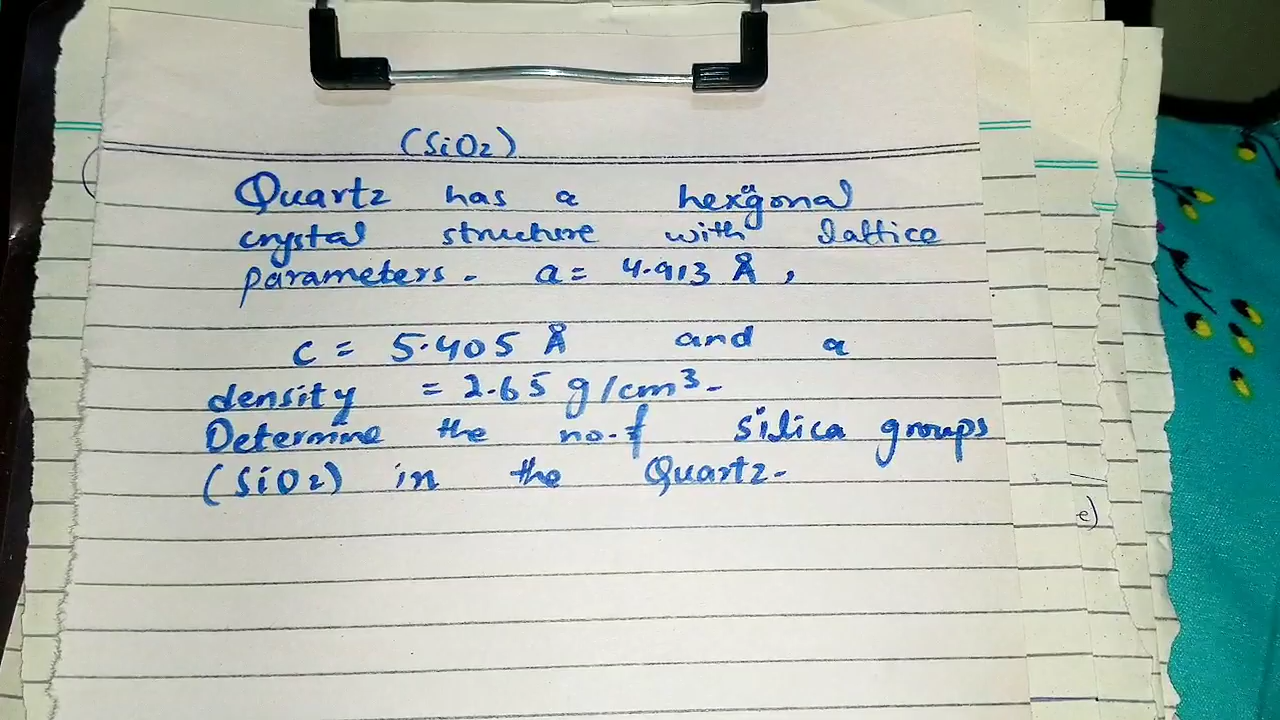 (SiO2)
Quartz has a hexagonal
crystal structure with lattice
parameters. a = 4.913 Å,
c = 5.405 Å and a
density = 2.65 g/cm3.
Determine the no. of silica groups
(SiO2) in the Quartz.
e)